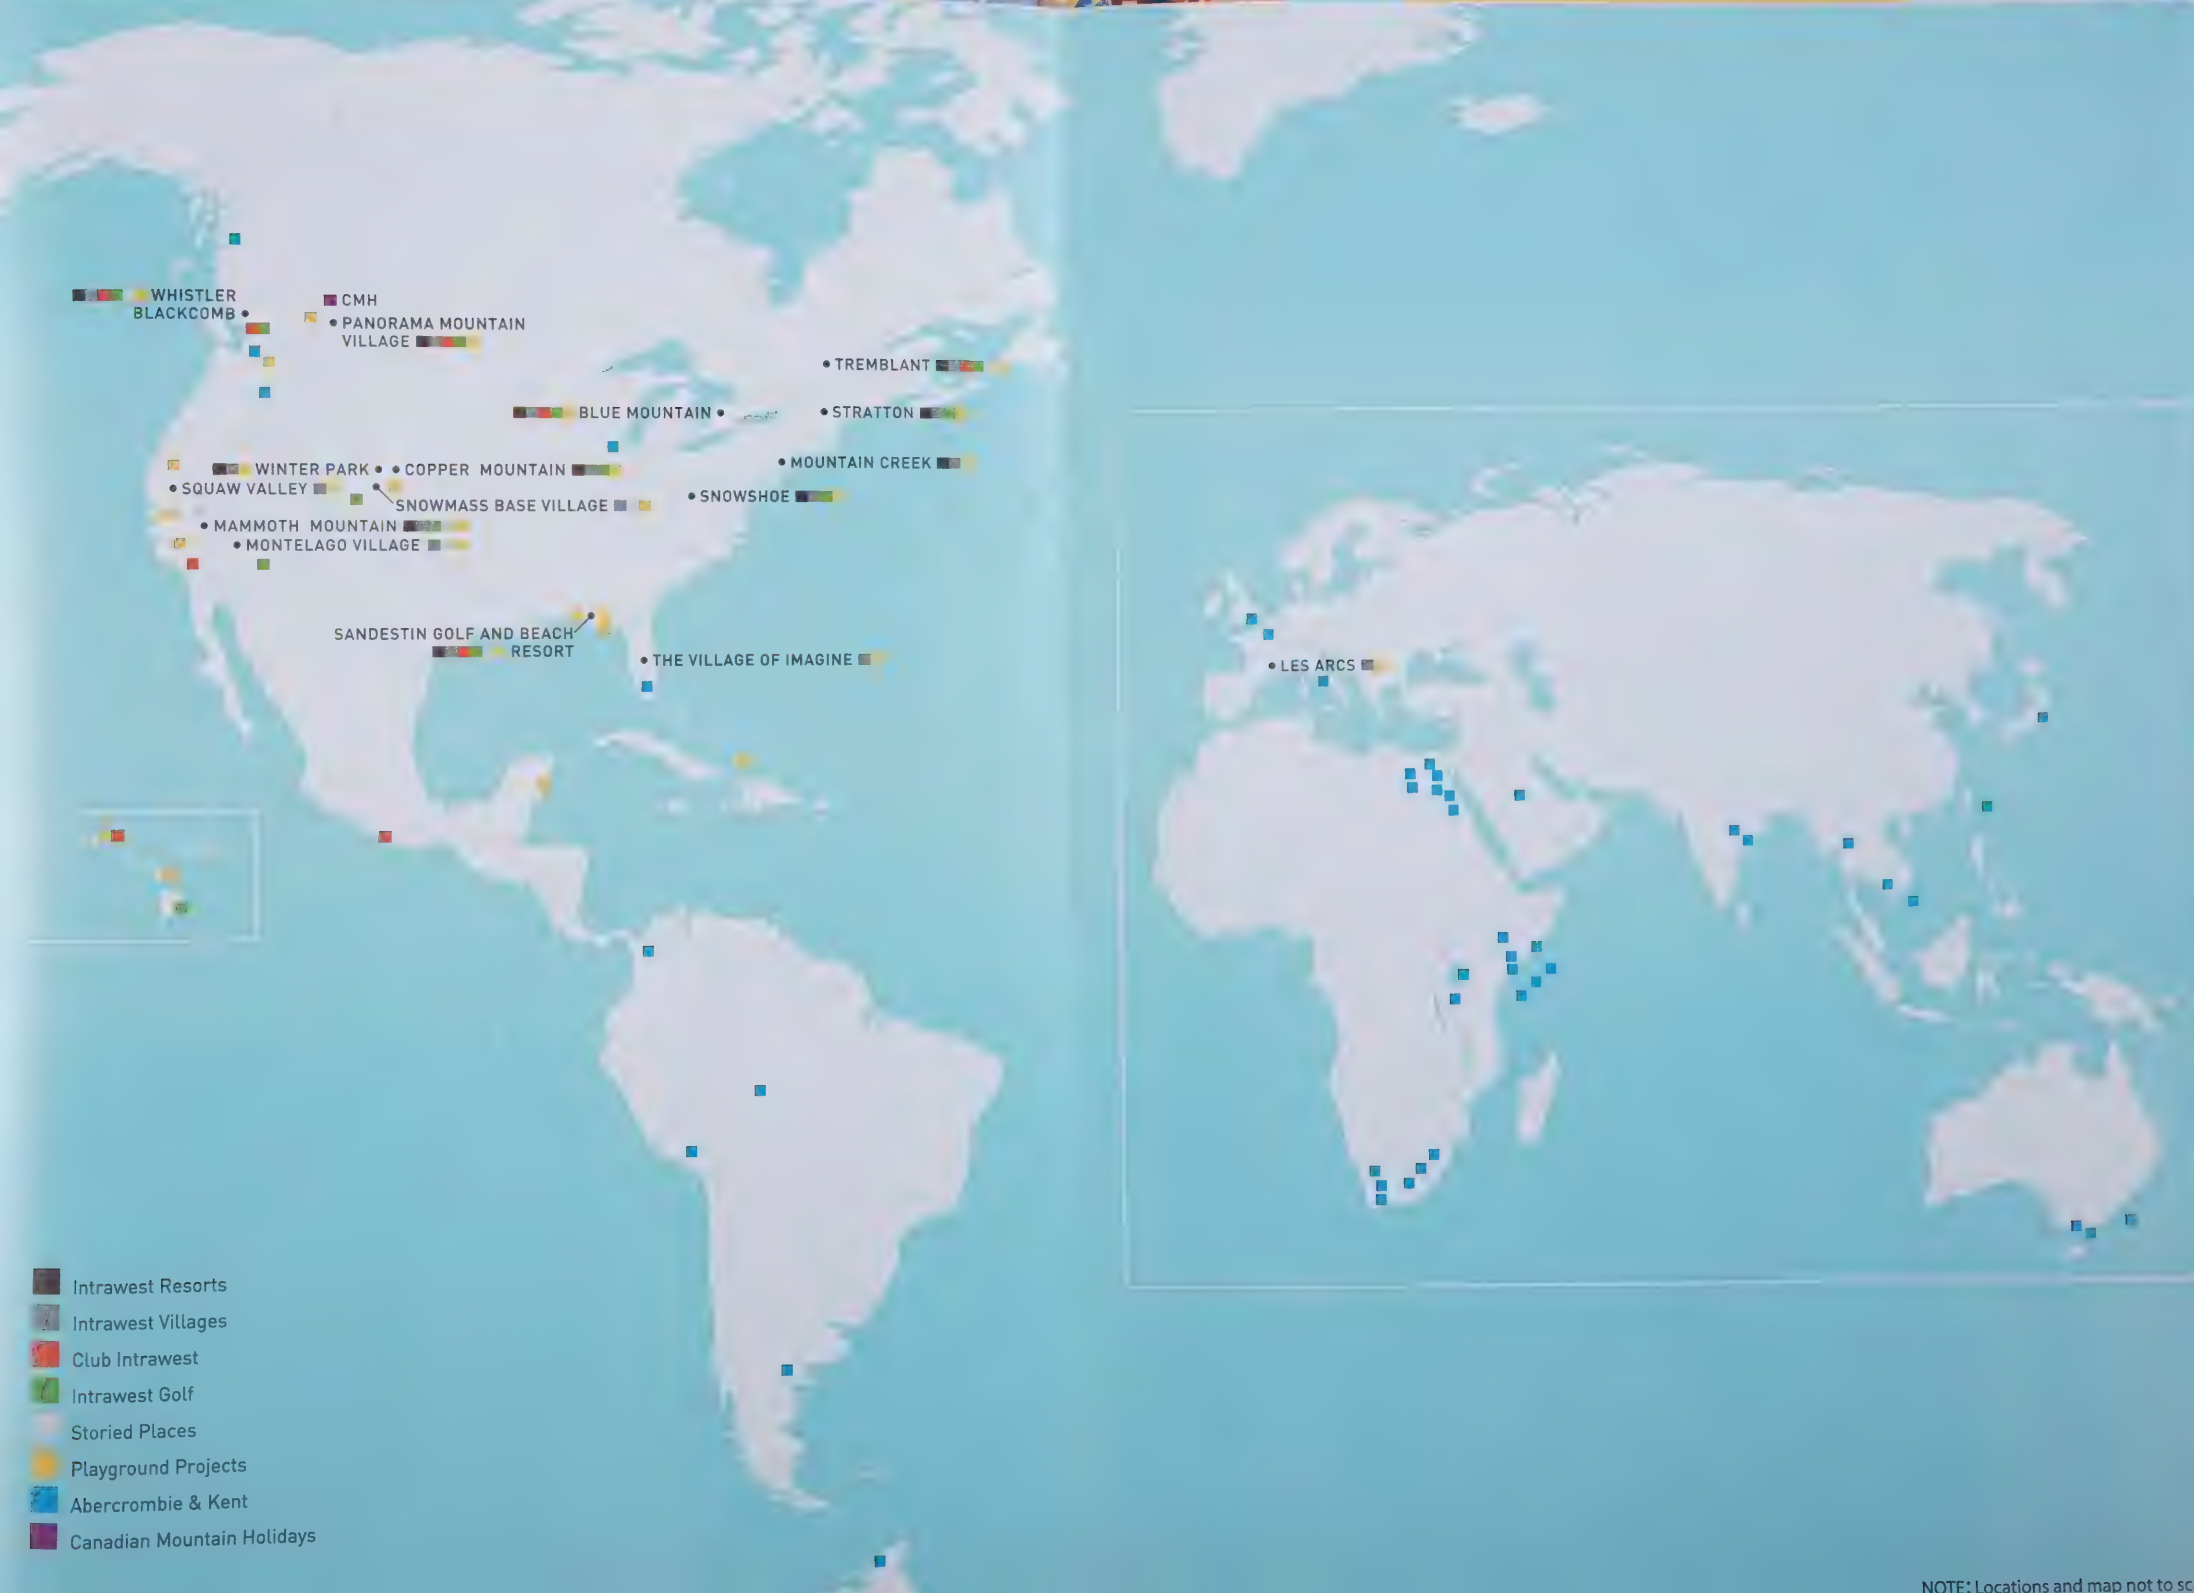 WHISTLER
BLACKCOMB
CMH
PANORAMA MOUNTAIN
VILLAGE
TREMBLANT
BLUE MOUNTAIN
STRATTON
WINTER PARK
COPPER MOUNTAIN
MOUNTAIN CREEK
SQUAW VALLEY
SNOWMASS BASE VILLAGE
SNOWSHOE
MAMMOTH MOUNTAIN
MONTELAGO VILLAGE
SANDESTIN GOLF AND BEACH
RESORT
THE VILLAGE OF IMAGINE
LES ARCS
Intrawest Resorts
Intrawest Villages
Club Intrawest
Intrawest Golf
Storied Places
Playground Projects
Abercrombie & Kent
Canadian Mountain Holidays
NOTE: Locations and map not to sc